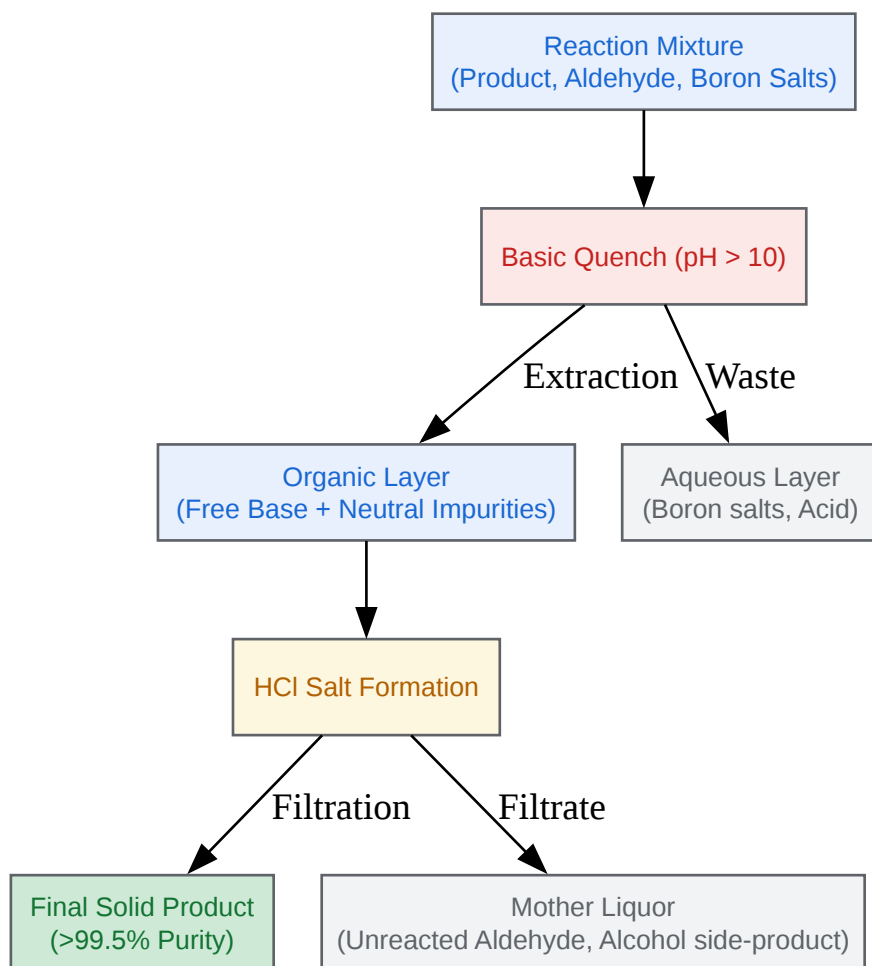 Reaction Mixture
(Product, Aldehyde, Boron Salts)
Basic Quench (pH > 10)
Extraction
Waste
Organic Layer
(Free Base + Neutral Impurities)
Aqueous Layer
(Boron salts, Acid)
HCl Salt Formation
Filtration
Filtrate
Final Solid Product
(>99.5% Purity)
Mother Liquor
(Unreacted Aldehyde, Alcohol side-product)